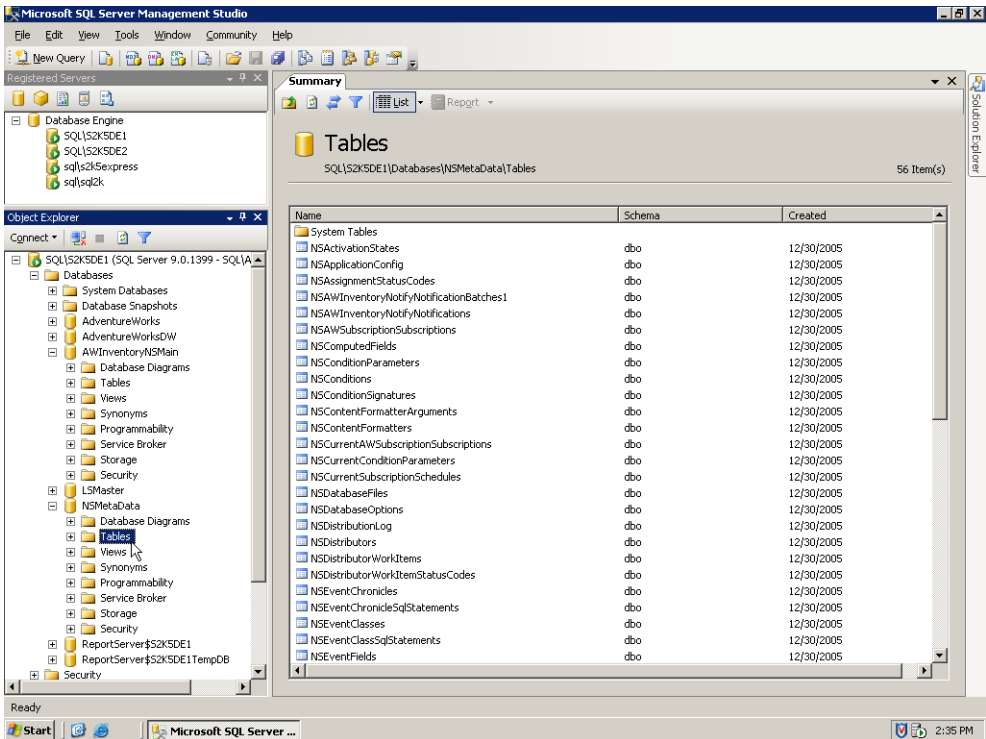 Microsoft SQL Server Management Studio
File Edit View Tools Window Community Help
New Query
Registered Servers
Database Engine
SQL\S2K5DE1
SQL\S2K5DE2
sql\s2k5express
sql\sql2k
Object Explorer
Connect
SQL\S2K5DE1 (SQL Server 9.0.1399 - SQL\A
Databases
System Databases
Database Snapshots
AdventureWorks
AdventureWorksDW
AWInventoryNSMain
Database Diagrams
Tables
Views
Synonyms
Programmability
Service Broker
Storage
Security
LSMaster
NSMetaData
Database Diagrams
Tables
Views
Synonyms
Programmability
Service Broker
Storage
Security
ReportServer$S2K5DE1
ReportServer$S2K5DE1TempDB
Security
Summary
List Report
Tables
SQL\S2K5DE1\Databases\NSMetaData\Tables 56 Item(s)
Name Schema Created
System Tables
NSActivationStates dbo 12/30/2005
NSApplicationConfig dbo 12/30/2005
NSAssignmentStatusCodes dbo 12/30/2005
NSAWInventoryNotifyNotificationBatches1 dbo 12/30/2005
NSAWInventoryNotifyNotifications dbo 12/30/2005
NSAWSubscriptionSubscriptions dbo 12/30/2005
NSComputedFields dbo 12/30/2005
NSConditionParameters dbo 12/30/2005
NSConditions dbo 12/30/2005
NSConditionSignatures dbo 12/30/2005
NSContentFormatterArguments dbo 12/30/2005
NSContentFormatters dbo 12/30/2005
NSCurrentAWSubscriptionSubscriptions dbo 12/30/2005
NSCurrentConditionParameters dbo 12/30/2005
NSCurrentSubscriptionSchedules dbo 12/30/2005
NSDatabaseFiles dbo 12/30/2005
NSDatabaseOptions dbo 12/30/2005
NSDistributionLog dbo 12/30/2005
NSDistributors dbo 12/30/2005
NSDistributorWorkItems dbo 12/30/2005
NSDistributorWorkItemStatusCodes dbo 12/30/2005
NSEventChronicles dbo 12/30/2005
NSEventChronicleSqlStatements dbo 12/30/2005
NSEventClasses dbo 12/30/2005
NSEventClassSqlStatements dbo 12/30/2005
NSEventFields dbo 12/30/2005
Solution Explorer
Ready
Start Microsoft SQL Server ... 2:35 PM